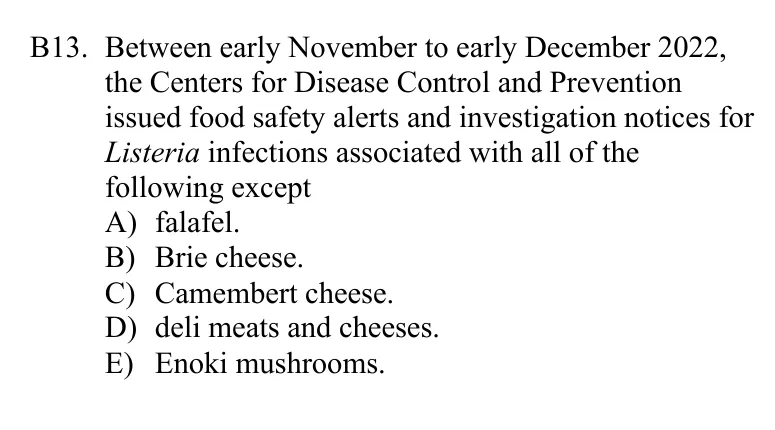 B13. Between early November to early December 2022,
the Centers for Disease Control and Prevention
issued food safety alerts and investigation notices for
Listeria infections associated with all of the
following except
A) falafel.
B) Brie cheese.
C) Camembert cheese.
D) deli meats and cheeses.
E) Enoki mushrooms.